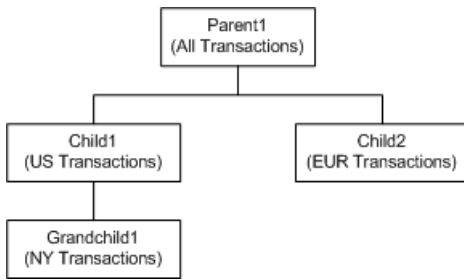 Parent1
(All Transactions)
Child1
(US Transactions)
Child2
(EUR Transactions)
Grandchild1
(NY Transactions)